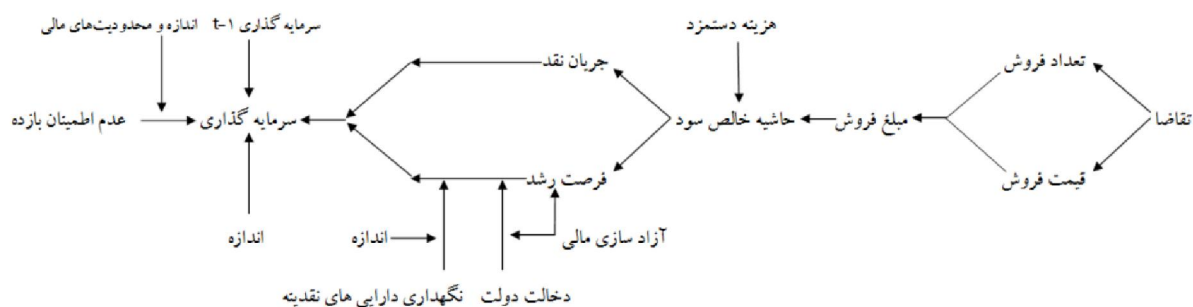 هزینه دستمزد
سرمایه گذاری t-۱
اندازه و محدودیت‌های مالی
تعداد فروش
جریان نقد
تقاضا
مبلغ فروش
حاشیه خالص سود
سرمایه گذاری
عدم اطمینان بازده
قیمت فروش
فرصت رشد
آزاد سازی مالی
اندازه
اندازه
دخالت دولت
نگهداری دارایی های نقدینه